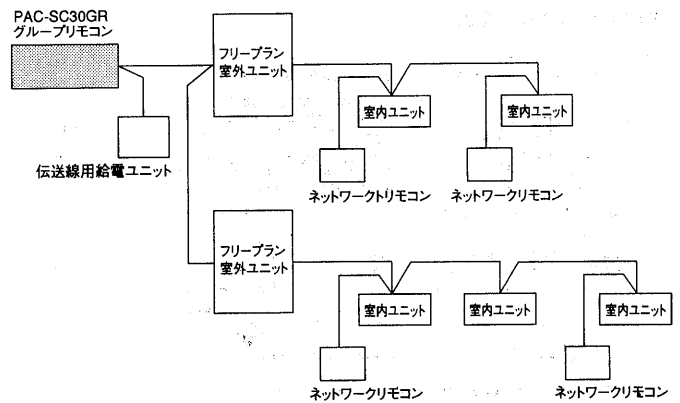 PAC-SC30GR
グループリモコン
フリープラン
室外ユニット
室内ユニット
室内ユニット
伝送線用給電ユニット
ネットワークトリモコン
ネットワークリモコン
フリープラン
室外ユニット
室内ユニット
室内ユニット
室内ユニット
ネットワークリモコン
ネットワークリモコン